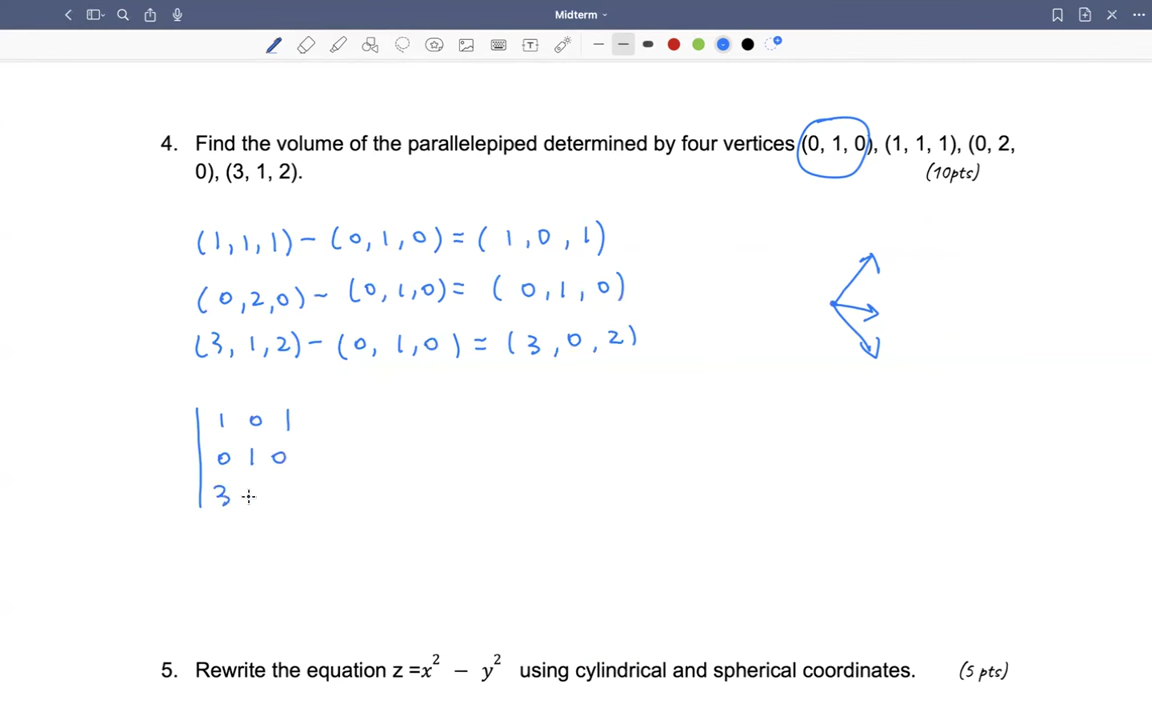 Midterm
4. Find the volume of the parallelepiped determined by four vertices (0, 1, 0), (1, 1, 1), (0, 2,
0), (3, 1, 2). (10pts)
(1,1,1) - (0,1,0) = (1,0,1)
(0,2,0) - (0,1,0) = (0,1,0)
(3,1,2) - (0,1,0) = (3,0,2)
| 1 0 1
0 1 0
3
5. Rewrite the equation z =x² − y² using cylindrical and spherical coordinates. (5 pts)